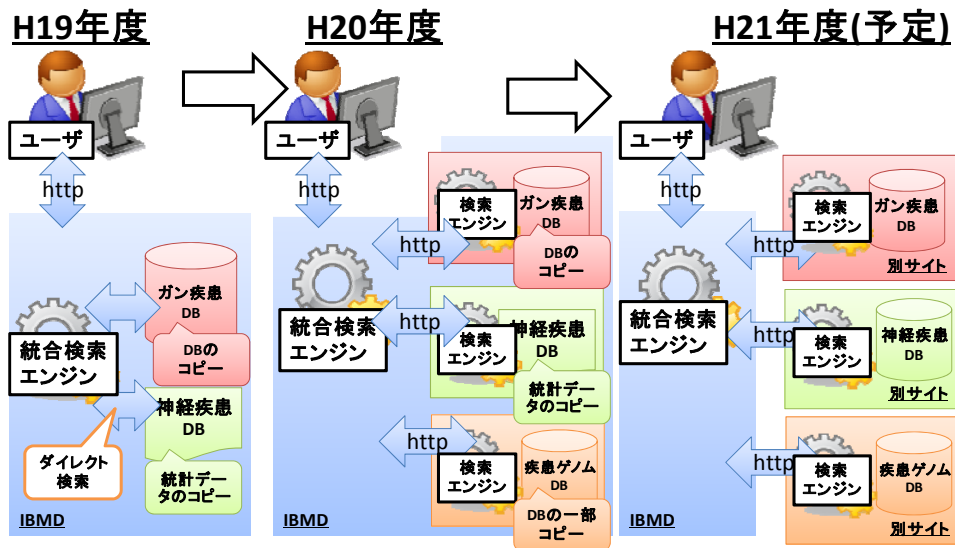 H19年度
ユーザ
http
ガン疾患
DB
DBの
コピー
統合検索
エンジン
神経疾患
DB
ダイレクト
検索
統計デー
タのコピー
IBMD
H20年度
ユーザ
http
検索
エンジン
ガン疾患
DB
http
DBの
コピー
統合検索
エンジン
http
検索
エンジン
神経疾患
DB
統計デー
タのコピー
http
検索
エンジン
疾患ゲノム
DB
DBの一部
コピー
IBMD
H21年度(予定)
ユーザ
http
検索
エンジン
ガン疾患
DB
http
別サイト
統合検索
エンジン
http
検索
エンジン
神経疾患
DB
別サイト
http
検索
エンジン
疾患ゲノム
DB
別サイト
IBMD